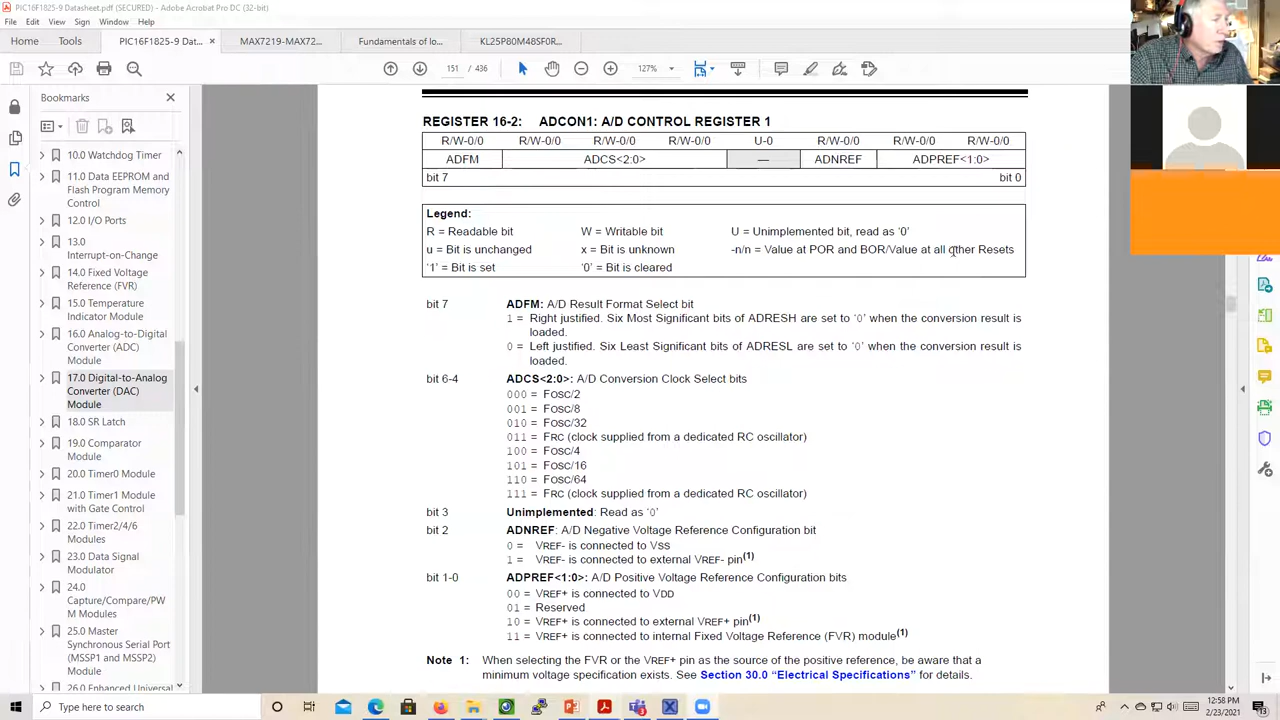 PIC16F1825-9 Datasheet.pdf (SECURED) - Adobe Acrobat Pro DC (32-bit)
File Edit View Sign Window Help
Home Tools PIC16F1825-9 Dat... × MAX7219-MAX72... Fundamentals of lo... KL25P80M48SF0R...
151 / 436 127%
Bookmarks
10.0 Watchdog Timer
11.0 Data EEPROM and
Flash Program Memory
Control
12.0 I/O Ports
13.0
Interrupt-on-Change
14.0 Fixed Voltage
Reference (FVR)
15.0 Temperature
Indicator Module
16.0 Analog-to-Digital
Converter (ADC)
Module
17.0 Digital-to-Analog
Converter (DAC)
Module
18.0 SR Latch
19.0 Comparator
Module
20.0 Timer0 Module
21.0 Timer1 Module
with Gate Control
22.0 Timer2/4/6
Modules
23.0 Data Signal
Modulator
24.0
Capture/Compare/PW
M Modules
25.0 Master
Synchronous Serial Port
(MSSP1 and MSSP2)
Module
26.0 Enhanced Universal
REGISTER 16-2: ADCON1: A/D CONTROL REGISTER 1
R/W-0/0 R/W-0/0 R/W-0/0 R/W-0/0 U-0 R/W-0/0 R/W-0/0 R/W-0/0
ADFM ADCS<2:0> — ADNREF ADPREF<1:0>
bit 7 bit 0
Legend:
R = Readable bit W = Writable bit U = Unimplemented bit, read as ‘0’
u = Bit is unchanged x = Bit is unknown -n/n = Value at POR and BOR/Value at all other Resets
‘1’ = Bit is set ‘0’ = Bit is cleared
bit 7 ADFM: A/D Result Format Select bit
1 = Right justified. Six Most Significant bits of ADRESH are set to ‘0’ when the conversion result is
loaded.
0 = Left justified. Six Least Significant bits of ADRESL are set to ‘0’ when the conversion result is
loaded.
bit 6-4 ADCS<2:0>: A/D Conversion Clock Select bits
000 = FOSC/2
001 = FOSC/8
010 = FOSC/32
011 = FRC (clock supplied from a dedicated RC oscillator)
100 = FOSC/4
101 = FOSC/16
110 = FOSC/64
111 = FRC (clock supplied from a dedicated RC oscillator)
bit 3 Unimplemented: Read as ‘0’
bit 2 ADNREF: A/D Negative Voltage Reference Configuration bit
0 = VREF- is connected to VSS
1 = VREF- is connected to external VREF- pin(1)
bit 1-0 ADPREF<1:0>: A/D Positive Voltage Reference Configuration bits
00 = VREF+ is connected to VDD
01 = Reserved
10 = VREF+ is connected to external VREF+ pin(1)
11 = VREF+ is connected to internal Fixed Voltage Reference (FVR) module(1)
Note 1: When selecting the FVR or the VREF+ pin as the source of the positive reference, be aware that a
minimum voltage specification exists. See Section 30.0 “Electrical Specifications” for details.
Type here to search
12:58 PM
2/23/2021